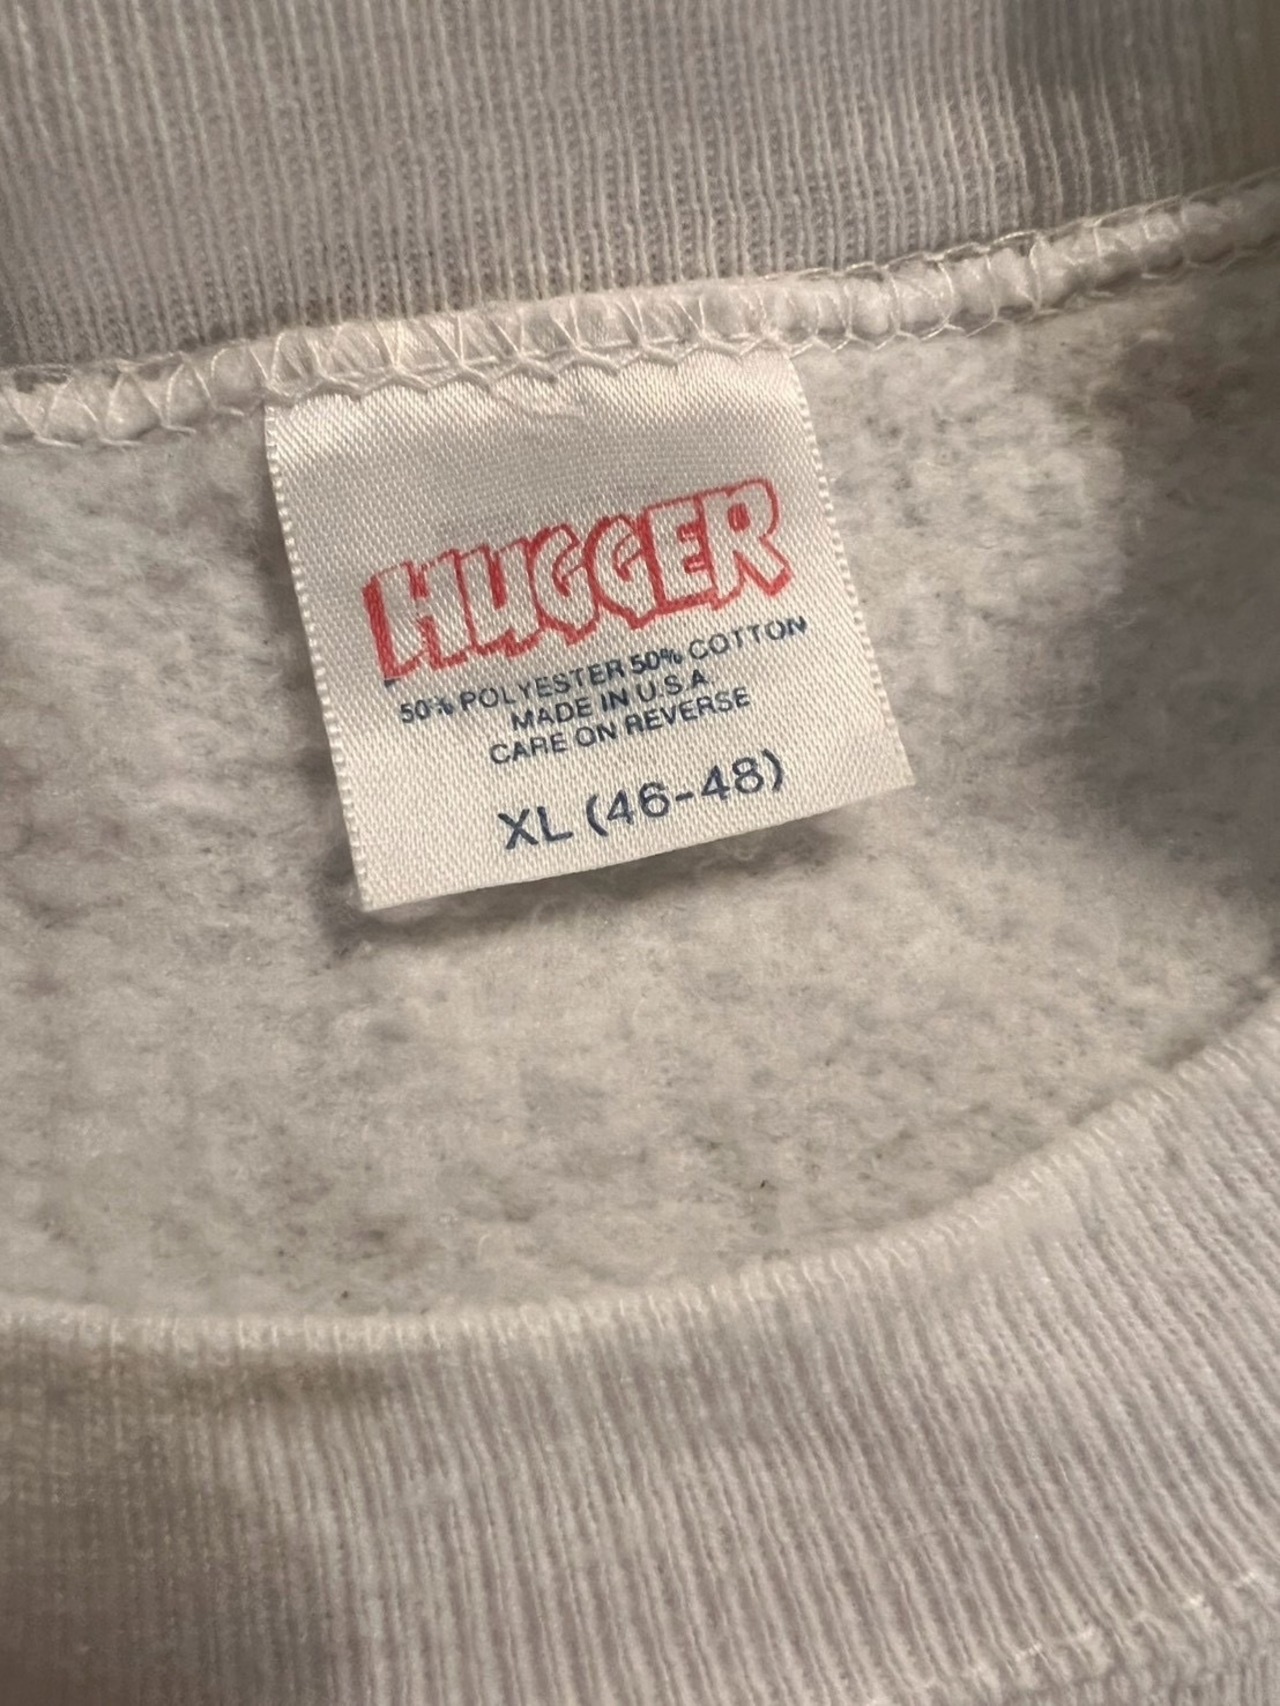 HUGGER
50% POLYESTER 50% COTTON
MADE IN U.S.A.
CARE ON REVERSE
XL (46-48)